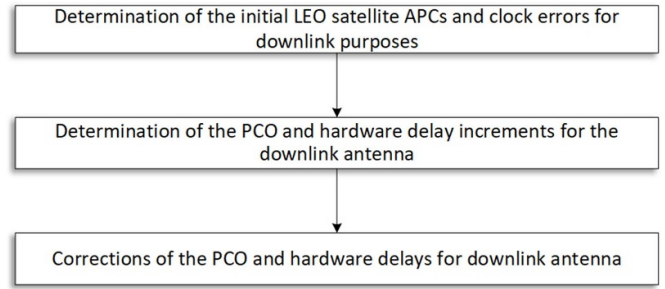 Determination of the initial LEO satellite APCs and clock errors for
downlink purposes
Determination of the PCO and hardware delay increments for the
downlink antenna
Corrections of the PCO and hardware delays for downlink antenna